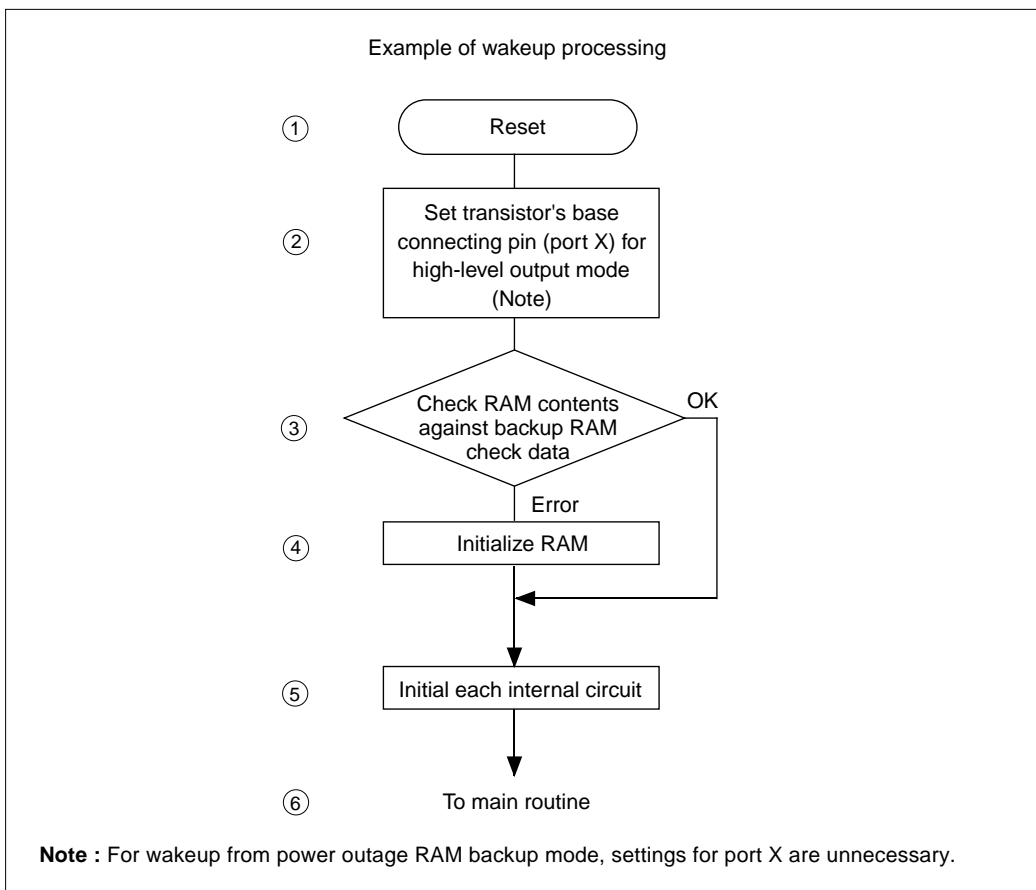 Example of wakeup processing
① Reset
② Set transistor's base
connecting pin (port X) for
high-level output mode
(Note)
③ Check RAM contents
against backup RAM
check data
OK
Error
④ Initialize RAM
⑤ Initial each internal circuit
⑥ To main routine
Note : For wakeup from power outage RAM backup mode, settings for port X are unnecessary.